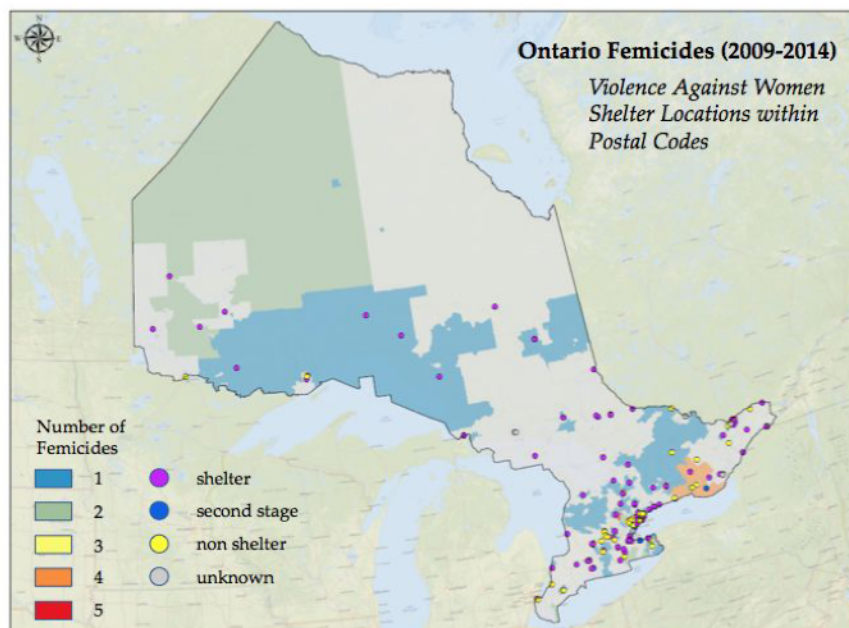 N
W E
S
Ontario Femicides (2009-2014)
Violence Against Women
Shelter Locations within
Postal Codes
Number of
Femicides
1
2
3
4
5
shelter
second stage
non shelter
unknown